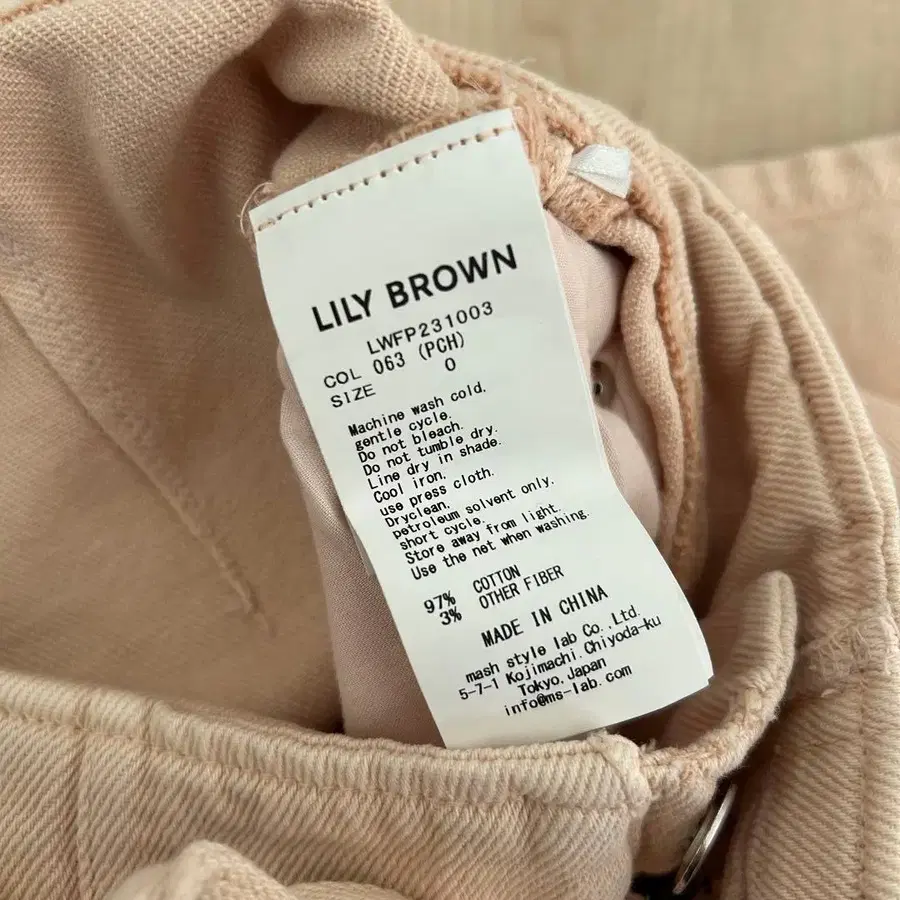 LILY BROWN
LWFP231003
COL 063 (PCH)
SIZE 0
Machine wash cold,
gentle cycle.
Do not bleach.
Do not tumble dry.
Line dry in shade.
Cool iron,
use press cloth.
Dryclean,
petroleum solvent only,
short cycle.
Store away from light.
Use the net when washing.
97% COTTON
3% OTHER FIBER
MADE IN CHINA
mash style lab Co.,Ltd.
5-7-1 Kojimachi,Chiyoda-ku
Tokyo,Japan
info@ms-lab.com